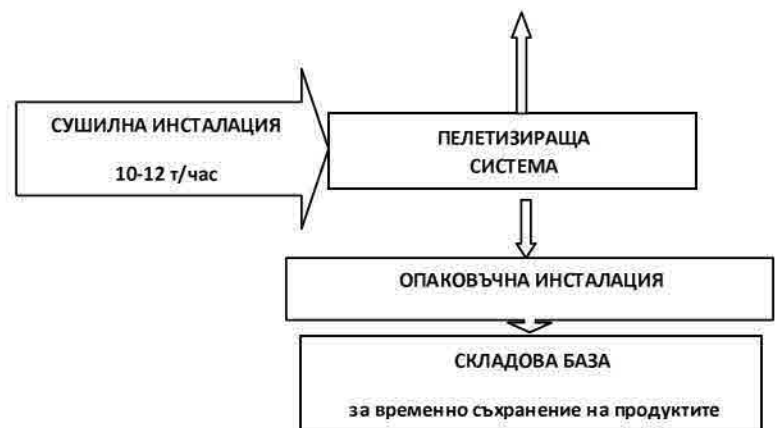 СУШИЛНА ИНСТАЛАЦИЯ
10-12 т/час
ПЕЛЕТИЗИРАЩА
СИСТЕМА
ОПАКОВЪЧНА ИНСТАЛАЦИЯ
СКЛАДОВА БАЗА
за временно съхранение на продуктите